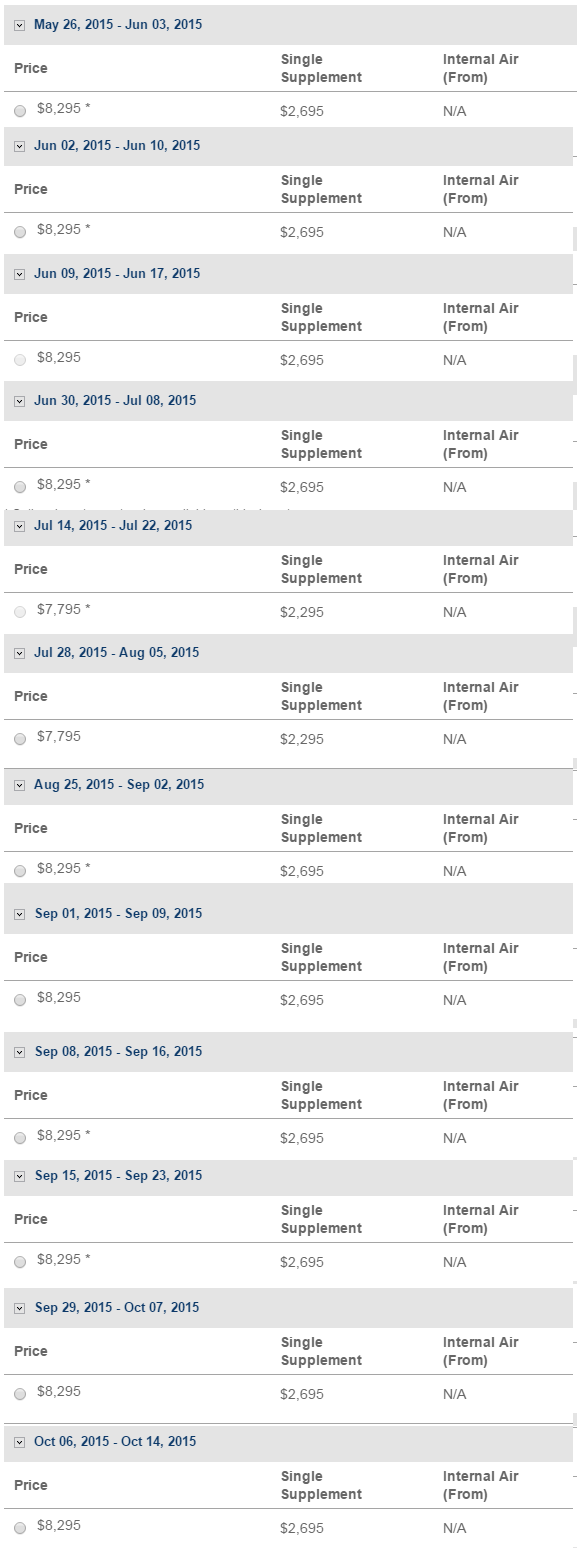 May 26, 2015 - Jun 03, 2015
Price Single Supplement Internal Air (From)
$8,295 * $2,695 N/A
Jun 02, 2015 - Jun 10, 2015
Price Single Supplement Internal Air (From)
$8,295 * $2,695 N/A
Jun 09, 2015 - Jun 17, 2015
Price Single Supplement Internal Air (From)
$8,295 $2,695 N/A
Jun 30, 2015 - Jul 08, 2015
Price Single Supplement Internal Air (From)
$8,295 * $2,695 N/A
Jul 14, 2015 - Jul 22, 2015
Price Single Supplement Internal Air (From)
$7,795 * $2,295 N/A
Jul 28, 2015 - Aug 05, 2015
Price Single Supplement Internal Air (From)
$7,795 $2,295 N/A
Aug 25, 2015 - Sep 02, 2015
Price Single Supplement Internal Air (From)
$8,295 * $2,695 N/A
Sep 01, 2015 - Sep 09, 2015
Price Single Supplement Internal Air (From)
$8,295 $2,695 N/A
Sep 08, 2015 - Sep 16, 2015
Price Single Supplement Internal Air (From)
$8,295 * $2,695 N/A
Sep 15, 2015 - Sep 23, 2015
Price Single Supplement Internal Air (From)
$8,295 * $2,695 N/A
Sep 29, 2015 - Oct 07, 2015
Price Single Supplement Internal Air (From)
$8,295 $2,695 N/A
Oct 06, 2015 - Oct 14, 2015
Price Single Supplement Internal Air (From)
$8,295 $2,695 N/A